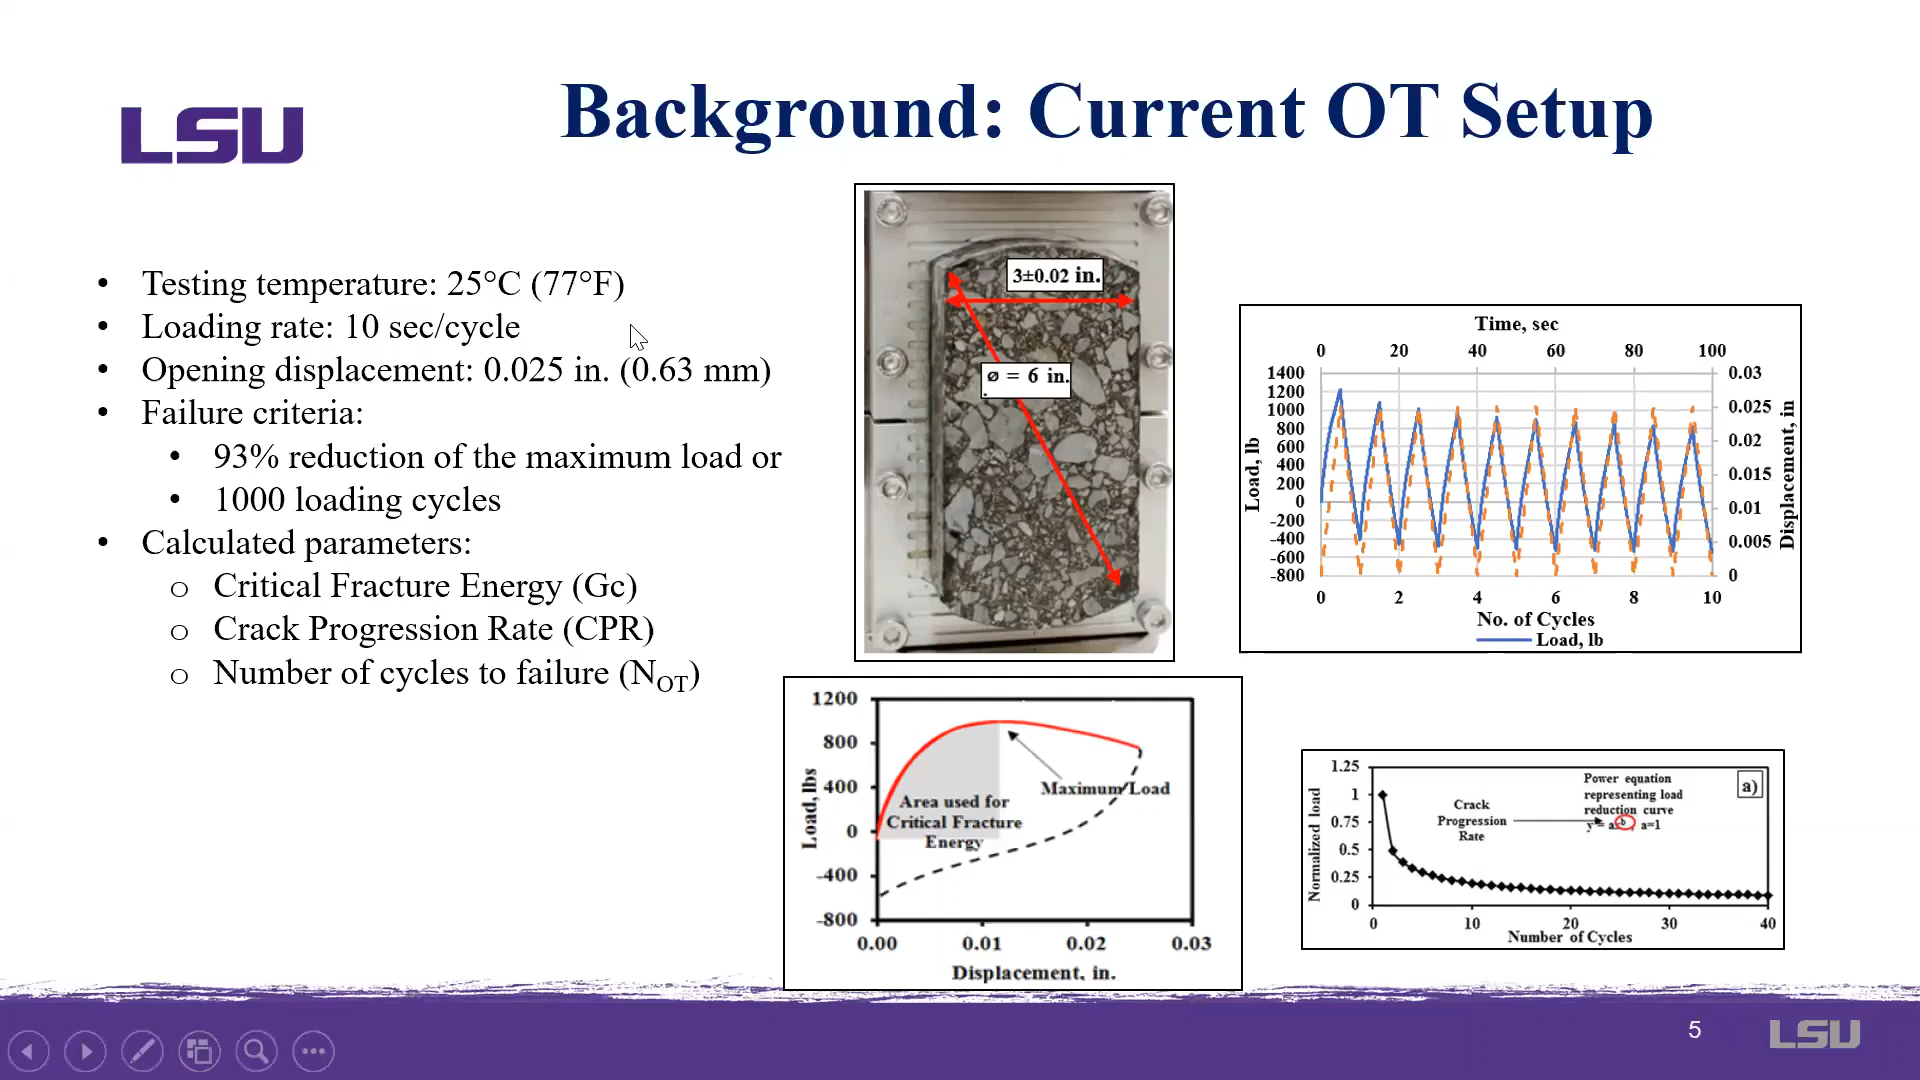 LSU
Background: Current OT Setup
• Testing temperature: 25°C (77°F)
• Loading rate: 10 sec/cycle
• Opening displacement: 0.025 in. (0.63 mm)
• Failure criteria:
• 93% reduction of the maximum load or
• 1000 loading cycles
• Calculated parameters:
o Critical Fracture Energy (Gc)
o Crack Progression Rate (CPR)
o Number of cycles to failure (NOT)
3±0.02 in.
ø = 6 in.
Time, sec
0 20 40 60 80 100
1400
1200
1000
800
600
400
200
0
-200
-400
-600
-800
Load, lb
0.03
0.025
0.02
0.015
0.01
0.005
0
Displacement, in
0 2 4 6 8 10
No. of Cycles
Load, lb
1200
800
400
0
-400
-800
Load, lbs
Maximum Load
Area used for
Critical Fracture
Energy
0.00 0.01 0.02 0.03
Displacement, in.
1.25
1
0.75
0.5
0.25
0
Normalized load
Crack
Progression
Rate
Power equation
representing load
reduction curve
a=1
a)
0 10 20 30 40
Number of Cycles
5
LSU